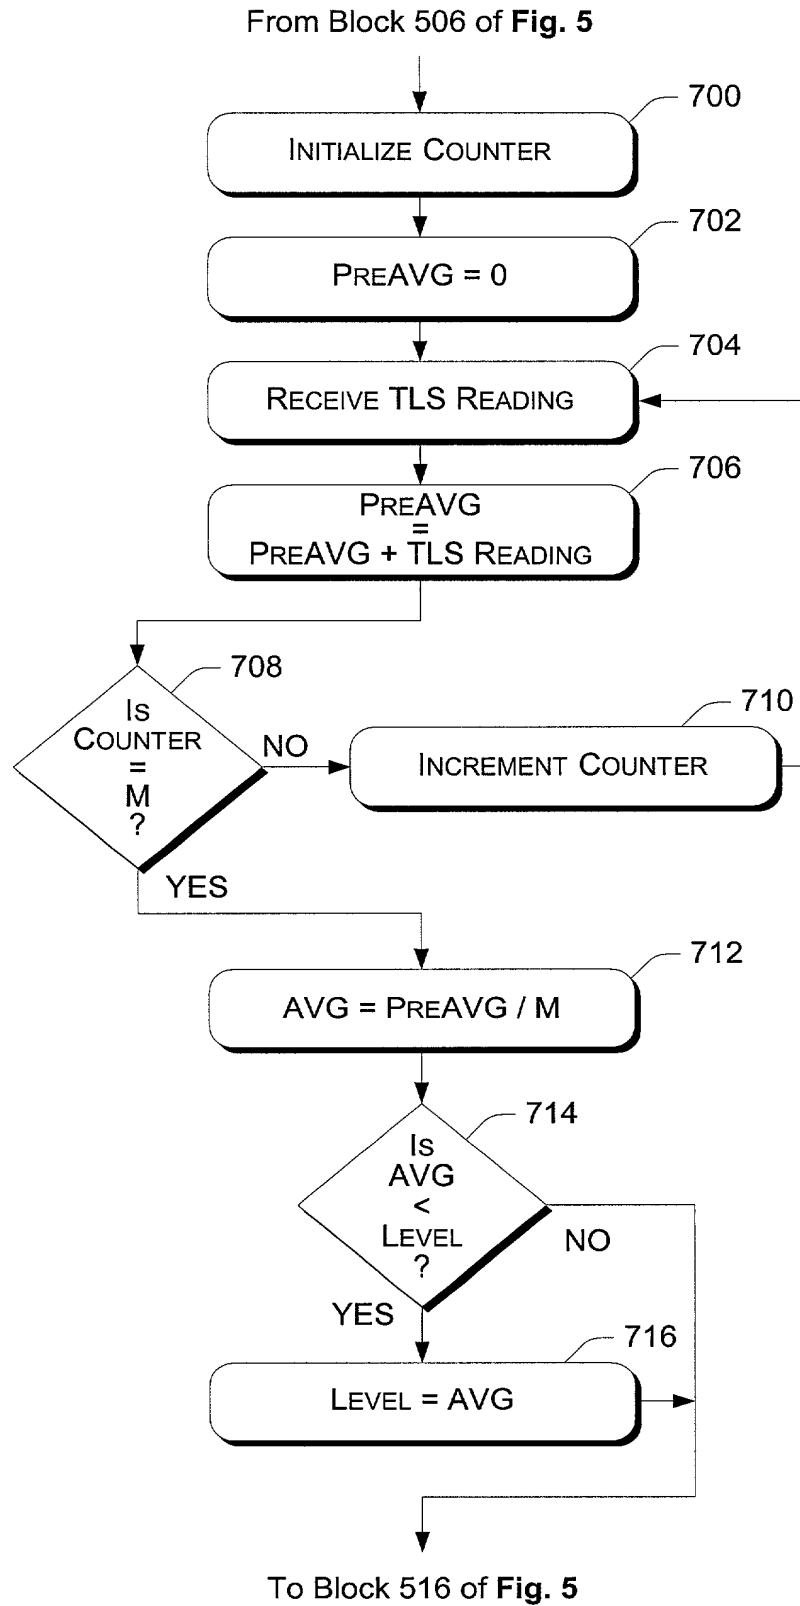 From Block 506 of Fig. 5
700
INITIALIZE COUNTER
702
PREAVG = 0
704
RECEIVE TLS READING
706
PREAVG
=
PREAVG + TLS READING
708
IS
COUNTER
=
M
?
NO
710
INCREMENT COUNTER
YES
712
AVG = PREAVG / M
714
IS
AVG
<
LEVEL
?
NO
YES
716
LEVEL = AVG
To Block 516 of Fig. 5